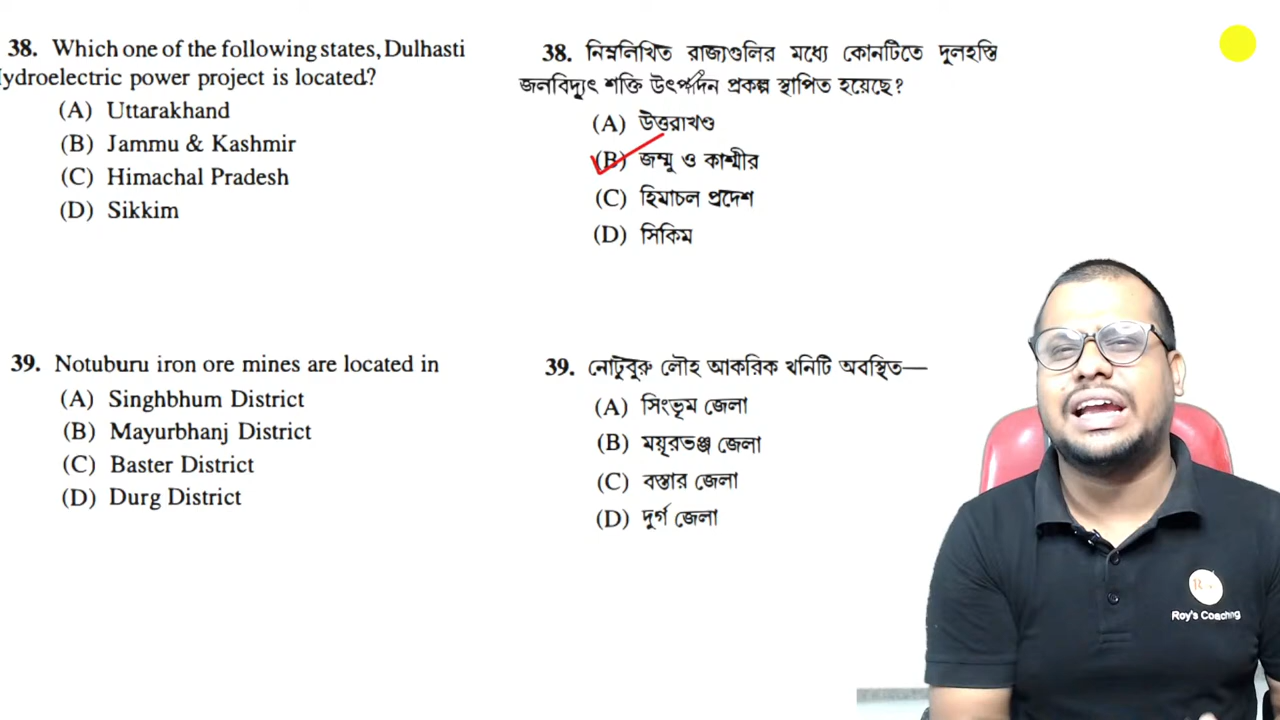 38. Which one of the following states, Dulhasti
Hydroelectric power project is located?
(A) Uttarakhand
(B) Jammu & Kashmir
(C) Himachal Pradesh
(D) Sikkim
39. Notuburu iron ore mines are located in
(A) Singhbhum District
(B) Mayurbhanj District
(C) Baster District
(D) Durg District
38. নিম্নলিখিত রাজ্যগুলির মধ্যে কোনটিতে দুলহস্তি
জলবিদ্যুৎ শক্তি উৎপাদন প্রকল্প স্থাপিত হয়েছে?
(A) উত্তরাখণ্ড
(B) জম্মু ও কাশ্মীর
(C) হিমাচল প্রদেশ
(D) সিকিম
39. নোটুবুরু লৌহ আকরিক খনিটি অবস্থিত—
(A) সিংভূম জেলা
(B) ময়ূরভঞ্জ জেলা
(C) বস্তার জেলা
(D) দুর্গ জেলা
Roy's Coaching